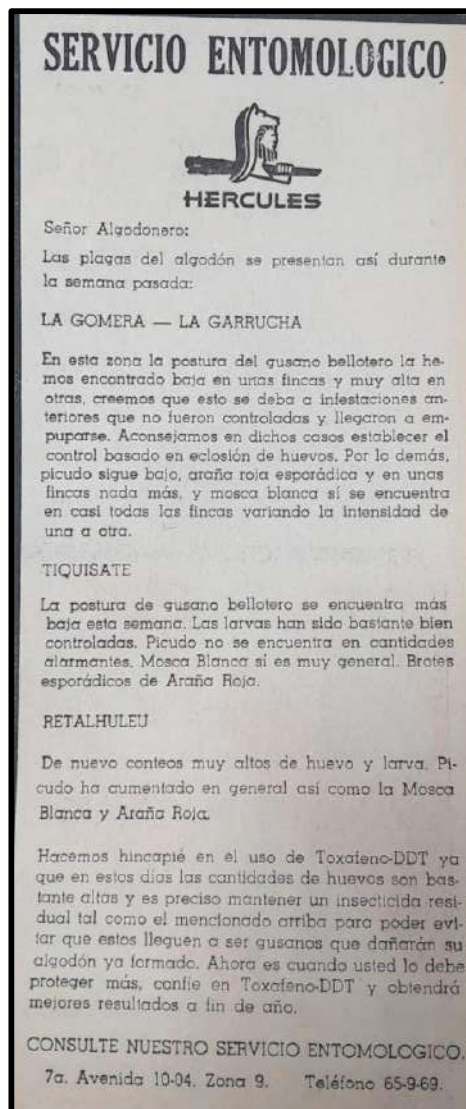 SERVICIO ENTOMOLOGICO
HERCULES
Señor Algodonero:
Las plagas del algodón se presentan así durante
la semana pasada:
LA GOMERA — LA GARRUCHA
En esta zona la postura del gusano bellotero la he-
mos encontrado baja en unas fincas y muy alta en
otras, creemos que esto se deba a infestaciones an-
teriores que no fueron controladas y llegaron a em-
puparse. Aconsejamos en dichos casos establecer el
control basado en eclosión de huevos. Por lo demás,
picudo sigue bajo, araña roja esporádica y en unas
fincas nada más, y mosca blanca sí se encuentra
en casi todas las fincas variando la intensidad de
una a otra.
TIQUISATE
La postura de gusano bellotero se encuentra más
baja esta semana. Las larvas han sido bastante bien
controladas. Picudo no se encuentra en cantidades
alarmantes. Mosca Blanca sí es muy general. Brotes
esporádicos de Araña Roja.
RETALHULEU
De nuevo conteos muy altos de huevo y larva. Pi-
cudo ha aumentado en general así como la Mosca
Blanca y Araña Roja.
Hacemos hincapié en el uso de Toxafeno-DDT ya
que en estos días las cantidades de huevos son bas-
tante altas y es preciso mantener un insecticida resi-
dual tal como el mencionado arriba para poder evi-
tar que estos lleguen a ser gusanos que dañarán su
algodón ya formado. Ahora es cuando usted lo debe
proteger más, confíe en Toxafeno-DDT y obtendrá
mejores resultados a fin de año.
CONSULTE NUESTRO SERVICIO ENTOMOLOGICO.
7a. Avenida 10-04, Zona 9. Teléfono 65-9-69.